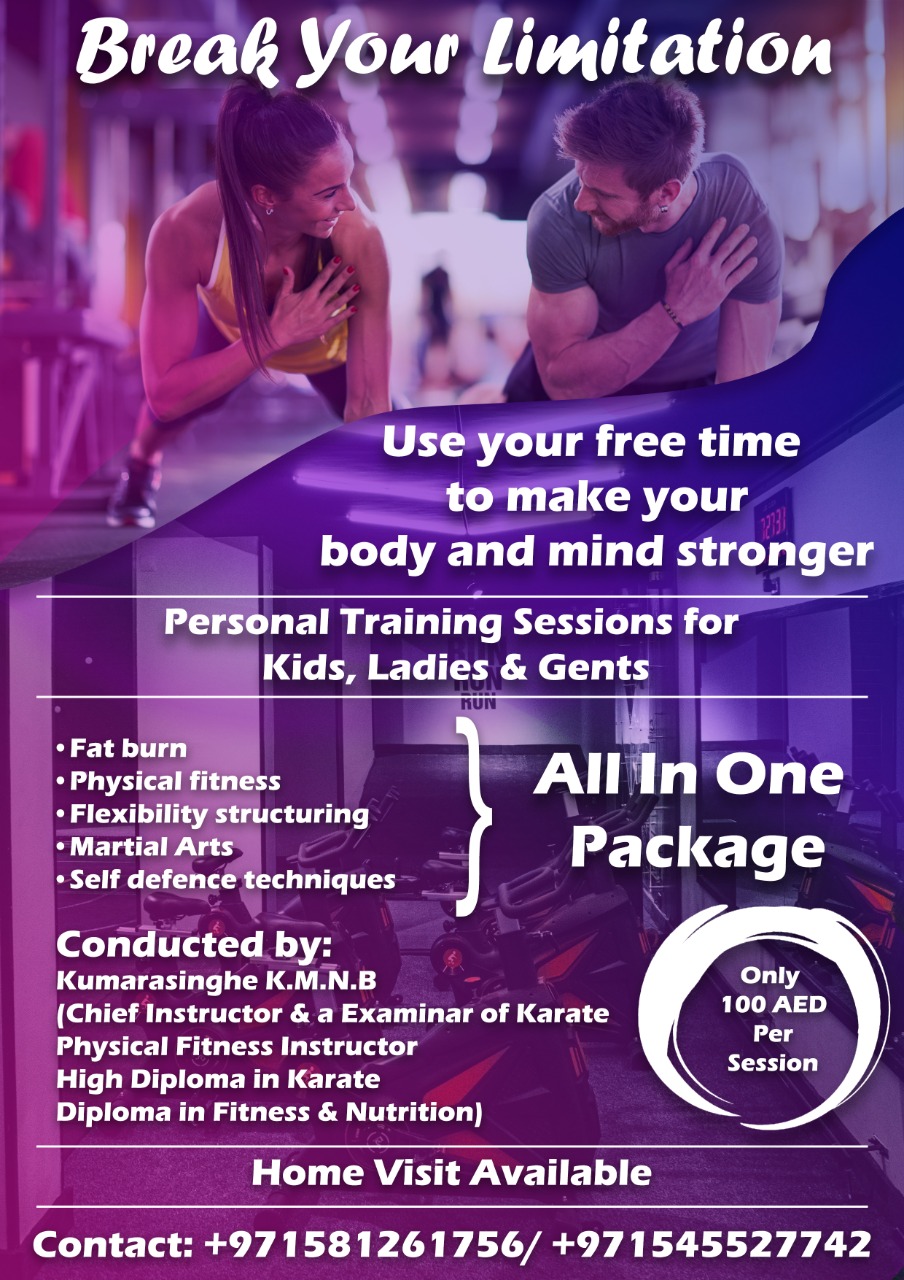 Break Your Limitation
Use your free time
to make your
body and mind stronger
Personal Training Sessions for
Kids, Ladies & Gents
RUN
RUN
• Fat burn
• Physical fitness
• Flexibility structuring
• Martial Arts
• Self defence techniques
All In One
Package
Conducted by:
Kumarasinghe K.M.N.B
(Chief Instructor & a Examinar of Karate
Physical Fitness Instructor
High Diploma in Karate
Diploma in Fitness & Nutrition)
Only
100 AED
Per
Session
Home Visit Available
Contact: +971581261756/ +971545527742